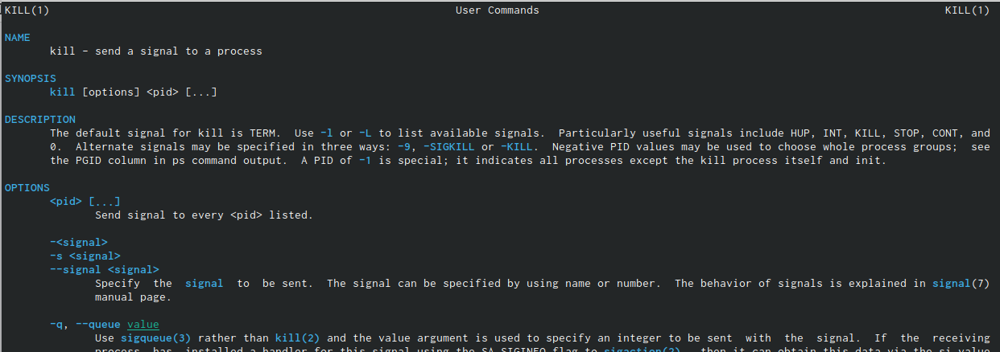 KILL(1) User Commands KILL(1)
NAME
kill - send a signal to a process
SYNOPSIS
kill [options] <pid> [...]
DESCRIPTION
The default signal for kill is TERM. Use -l or -L to list available signals. Particularly useful signals include HUP, INT, KILL, STOP, CONT, and
0. Alternate signals may be specified in three ways: -9, -SIGKILL or -KILL. Negative PID values may be used to choose whole process groups; see
the PGID column in ps command output. A PID of -1 is special; it indicates all processes except the kill process itself and init.
OPTIONS
<pid> [...]
Send signal to every <pid> listed.
-<signal>
-s <signal>
--signal <signal>
Specify the signal to be sent. The signal can be specified by using name or number. The behavior of signals is explained in signal(7)
manual page.
-q, --queue value
Use sigqueue(3) rather than kill(2) and the value argument is used to specify an integer to be sent with the signal. If the receiving
process has installed a handler for this signal using the SA_SIGINFO flag to sigaction(2), then it can obtain this data via the si_value